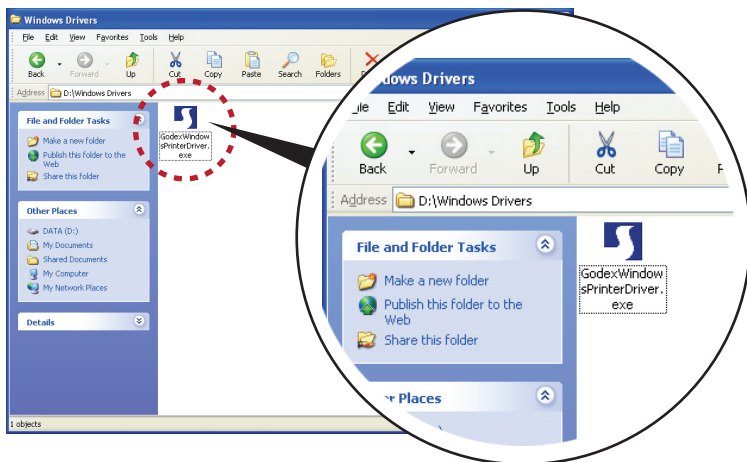 Windows Drivers
File Edit View Favorites Tools Help
Back Forward Up Cut Copy Paste Search Folders
Address D:\Windows Drivers
File and Folder Tasks
Make a new folder
Publish this folder to the
Web
Share this folder
Other Places
DATA (D:)
My Documents
Shared Documents
My Computer
My Network Places
Details
GodexWindow
sPrinterDriver.
exe
1 objects
dows Drivers
ile Edit View Favorites Tools Help
Back Forward Up Cut Copy
Address D:\Windows Drivers
File and Folder Tasks
Make a new folder
Publish this folder to the
Web
Share this folder
er Places
GodexWindow
sPrinterDriver.
exe